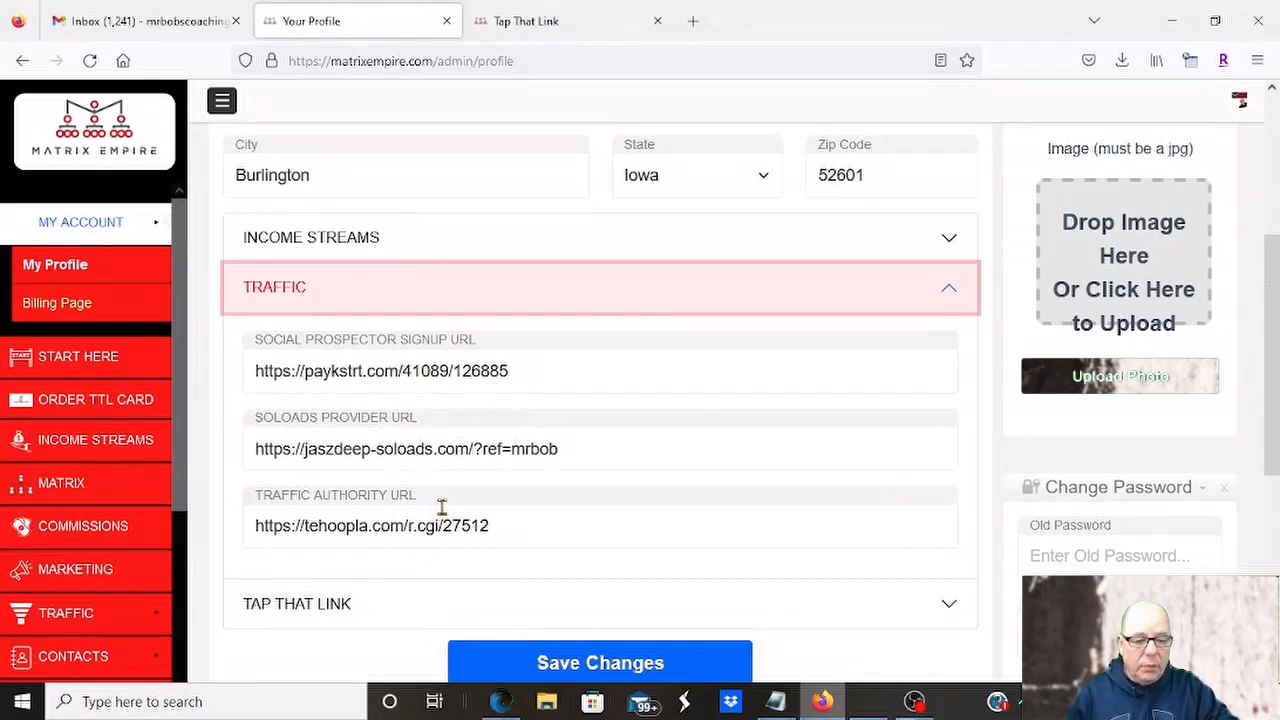 Inbox (1,241) - mrbobscoaching
Your Profile
Tap That Link
https://matrixempire.com/admin/profile
R
MATRIX EMPIRE
MY ACCOUNT
My Profile
Billing Page
START HERE
ORDER TTL CARD
INCOME STREAMS
MATRIX
COMMISSIONS
MARKETING
TRAFFIC
CONTACTS
City
Burlington
State
Iowa
Zip Code
52601
INCOME STREAMS
TRAFFIC
SOCIAL PROSPECTOR SIGNUP URL
https://paykstrt.com/41089/126885
SOLOADS PROVIDER URL
https://jaszdeep-soloads.com/?ref=mrbob
TRAFFIC AUTHORITY URL
https://tehoopla.com/r.cgi/27512
TAP THAT LINK
Save Changes
Image (must be a jpg)
Drop Image
Here
Or Click Here
to Upload
Upload Photo
Change Password
Old Password
Enter Old Password...
Type here to search
99+